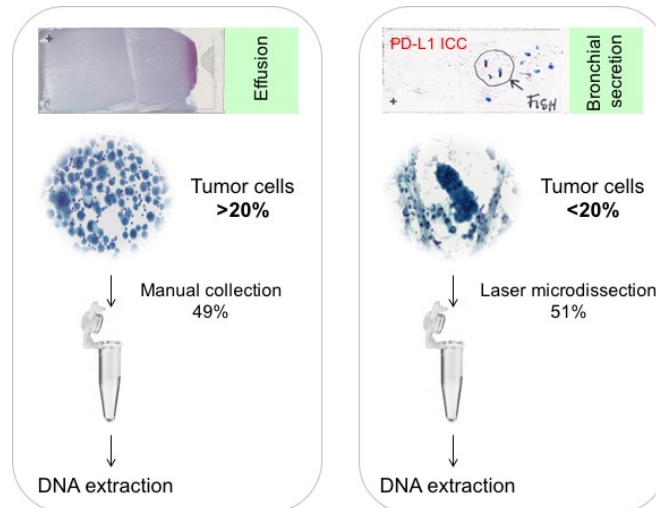 Effusion
Tumor cells
>20%
Manual collection
49%
DNA extraction
PD-L1 ICC
FISH
Bronchial
secretion
Tumor cells
<20%
Laser microdissection
51%
DNA extraction